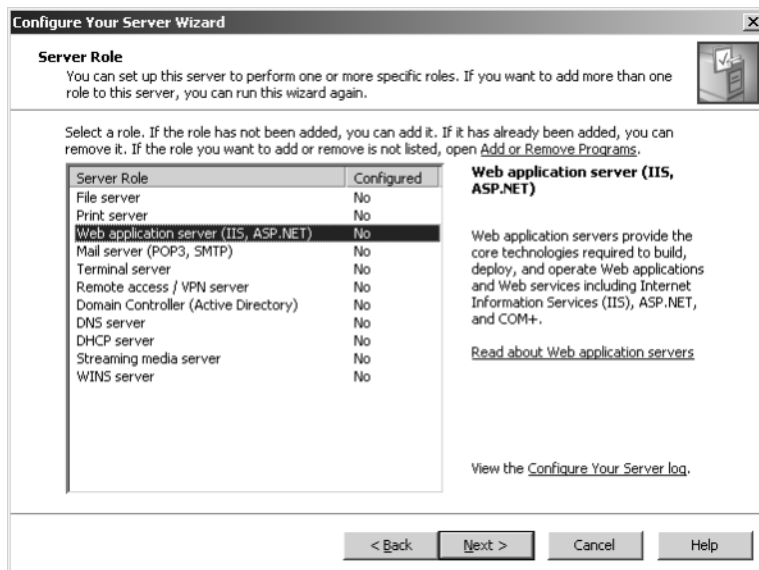 Configure Your Server Wizard
Server Role
You can set up this server to perform one or more specific roles. If you want to add more than one
role to this server, you can run this wizard again.
Select a role. If the role has not been added, you can add it. If it has already been added, you can
remove it. If the role you want to add or remove is not listed, open Add or Remove Programs.
Server Role Configured
File server No
Print server No
Web application server (IIS, ASP.NET) No
Mail server (POP3, SMTP) No
Terminal server No
Remote access / VPN server No
Domain Controller (Active Directory) No
DNS server No
DHCP server No
Streaming media server No
WINS server No
Web application server (IIS,
ASP.NET)
Web application servers provide the
core technologies required to build,
deploy, and operate Web applications
and Web services including Internet
Information Services (IIS), ASP.NET,
and COM+.
Read about Web application servers
View the Configure Your Server log.
< Back Next > Cancel Help